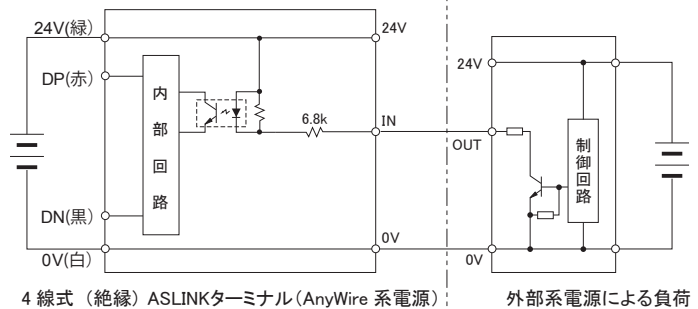 24V(緑)
24V
DP(赤)
24V
内部回路
6.8k
IN
OUT
制御回路
DN(黒)
0V
0V(白)
0V
4線式 (絶縁) ASLINKターミナル(AnyWire 系電源)
外部系電源による負荷